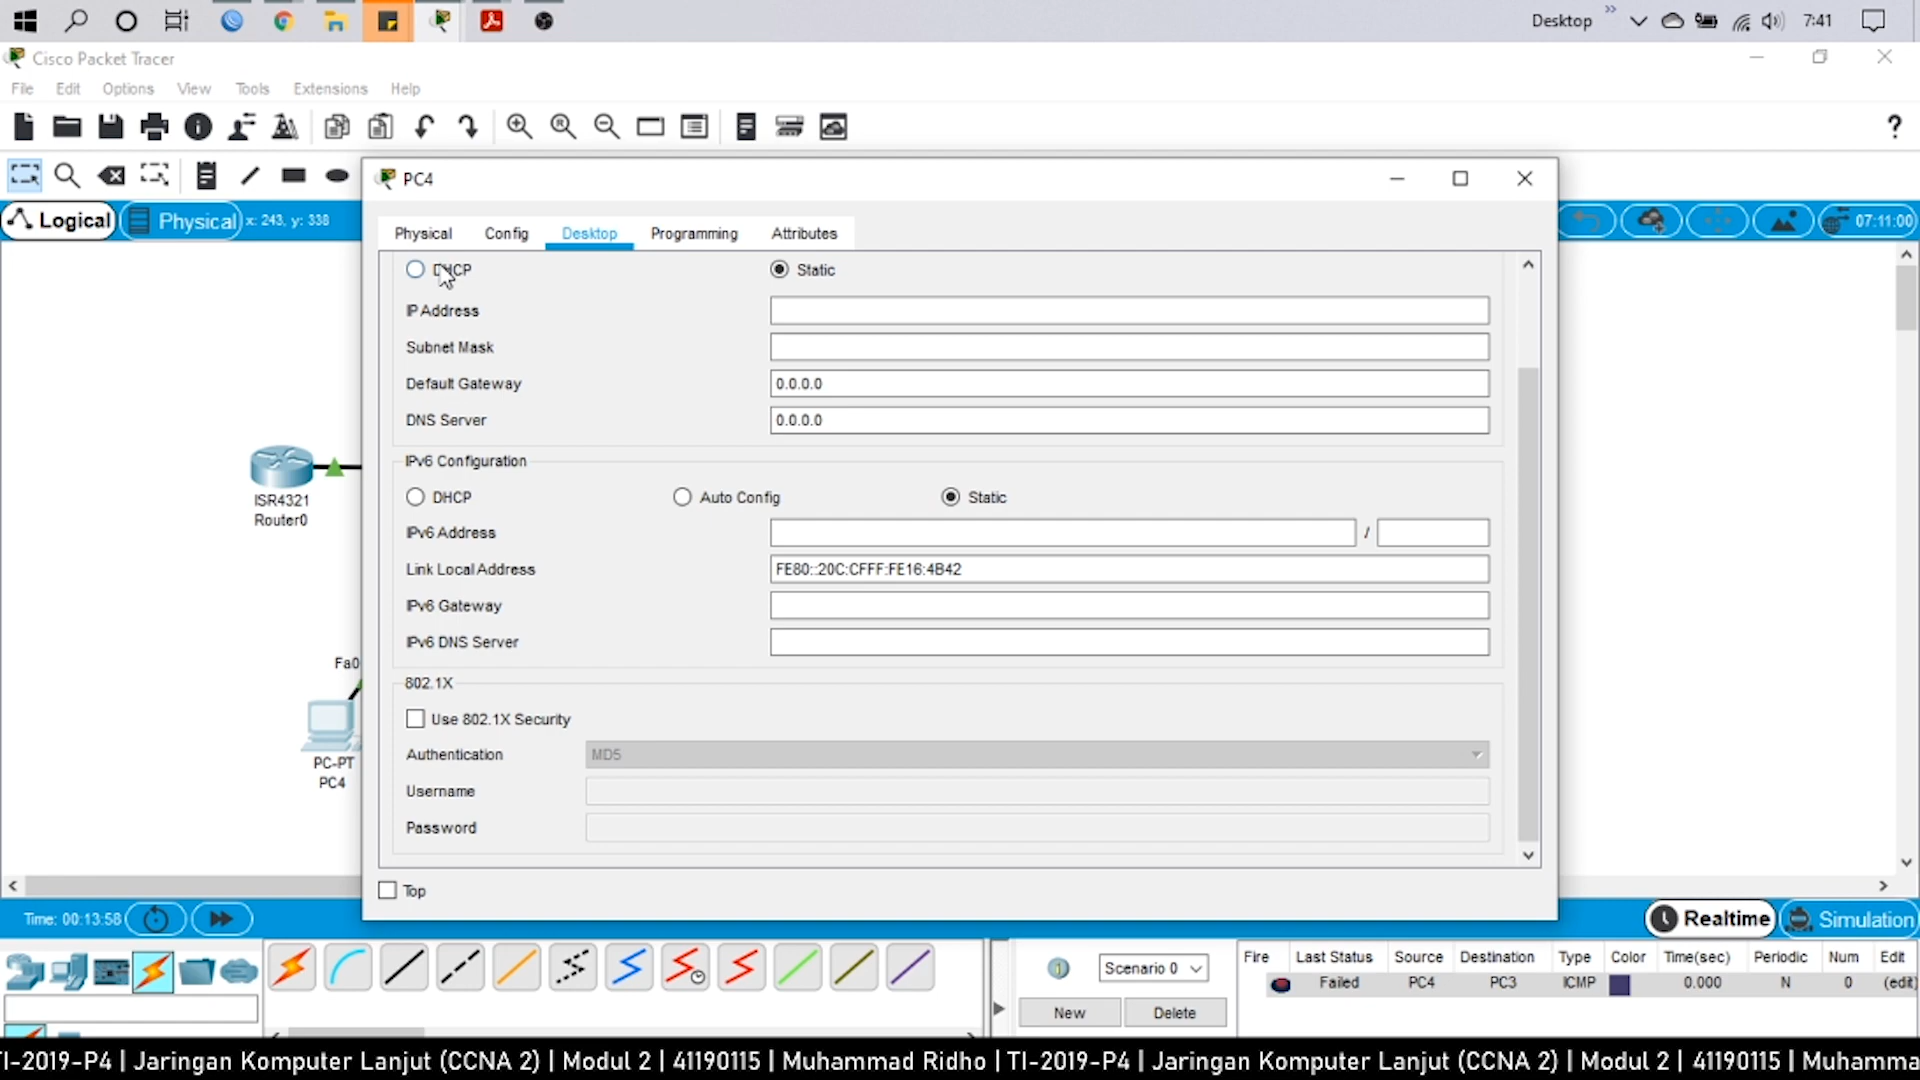 Desktop
7:41
Cisco Packet Tracer
File Edit Options View Tools Extensions Help
?
PC4
Logical
Physical
x: 243, y: 338
07:11:00
Physical Config Desktop Programming Attributes
DHCP
Static
IP Address
Subnet Mask
Default Gateway 0.0.0.0
DNS Server 0.0.0.0
IPv6 Configuration
DHCP Auto Config Static
IPv6 Address /
Link Local Address FE80::20C:CFFF:FE16:4B42
IPv6 Gateway
IPv6 DNS Server
802.1X
Use 802.1X Security
Authentication MD5
Username
Password
Top
ISR4321
Router0
Fa0
PC-PT
PC4
Time: 00:13:58
Realtime
Simulation
Scenario 0
New
Delete
Fire Last Status Source Destination Type Color Time(sec) Periodic Num Edit
Failed PC4 PC3 ICMP 0.000 N 0 (edit)
TI-2019-P4 | Jaringan Komputer Lanjut (CCNA 2) | Modul 2 | 41190115 | Muhammad Ridho | TI-2019-P4 | Jaringan Komputer Lanjut (CCNA 2) | Modul 2 | 41190115 | Muhamma